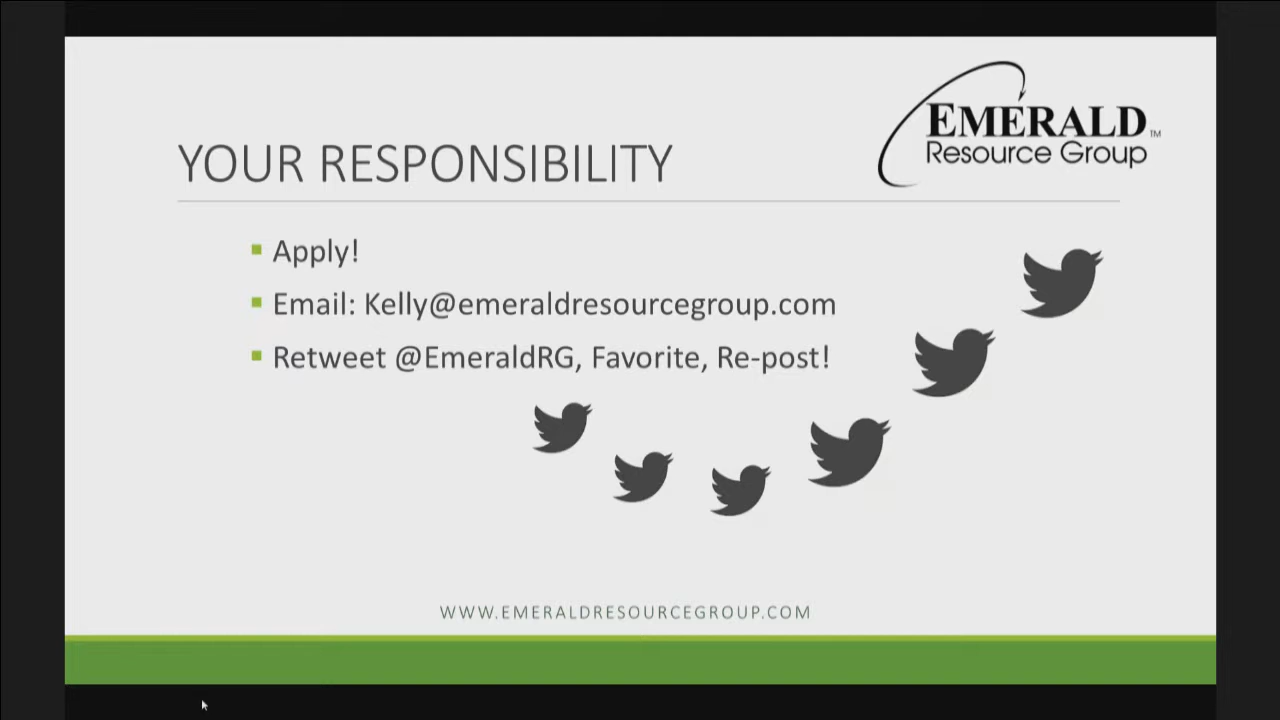 EMERALD TM
Resource Group
YOUR RESPONSIBILITY
Apply!
Email: Kelly@emeraldresourcegroup.com
Retweet @EmeraldRG, Favorite, Re-post!
WWW.EMERALDRESOURCEGROUP.COM